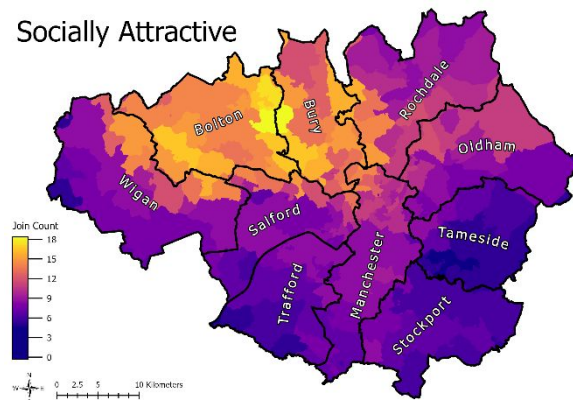 Socially Attractive
Bolton
Bury
Rochdale
Oldham
Wigan
Salford
Tameside
Manchester
Trafford
Stockport
Join Count
18
15
12
9
6
3
0
N
W
E
S
0 2.5 5 10 Kilometers